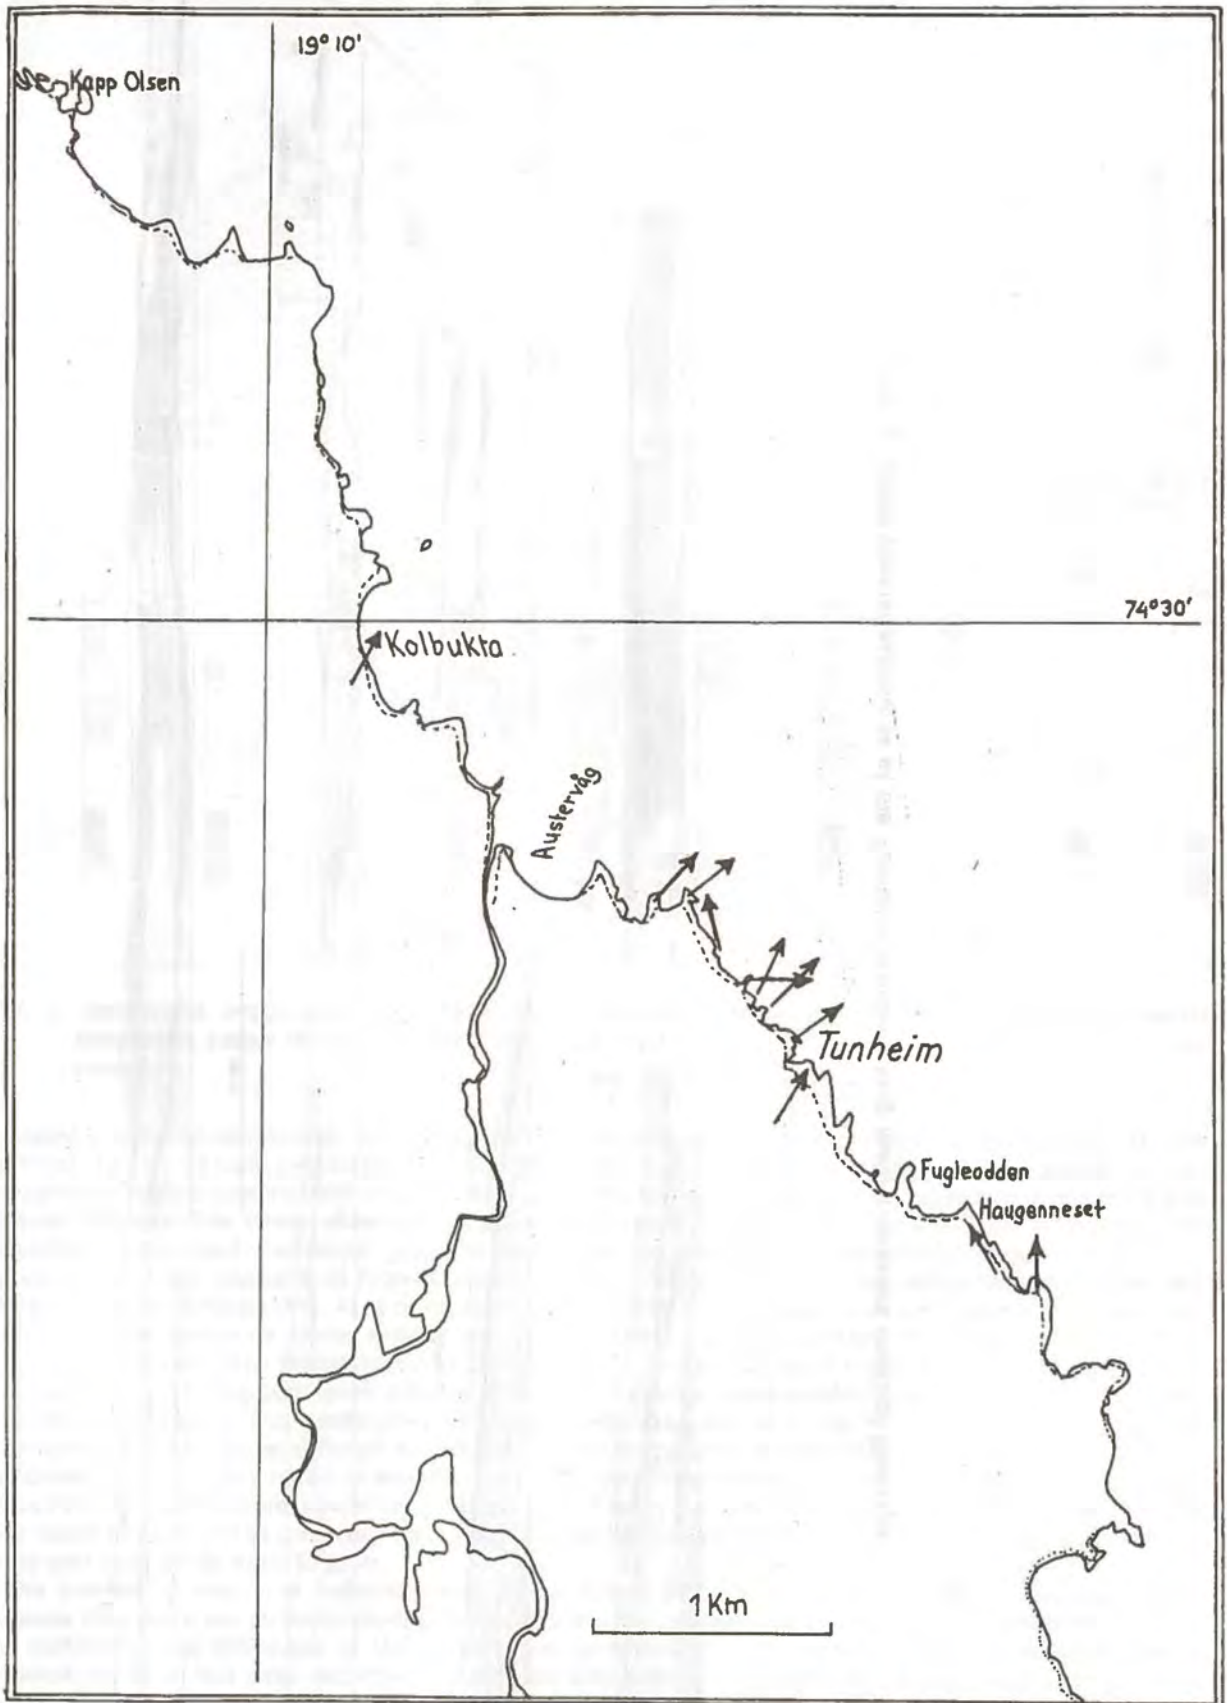 19° 10'
Kapp Olsen
74° 30'
Kolbukta
Austervåg
Tunheim
Fugleodden
Haugenneset
1 Km